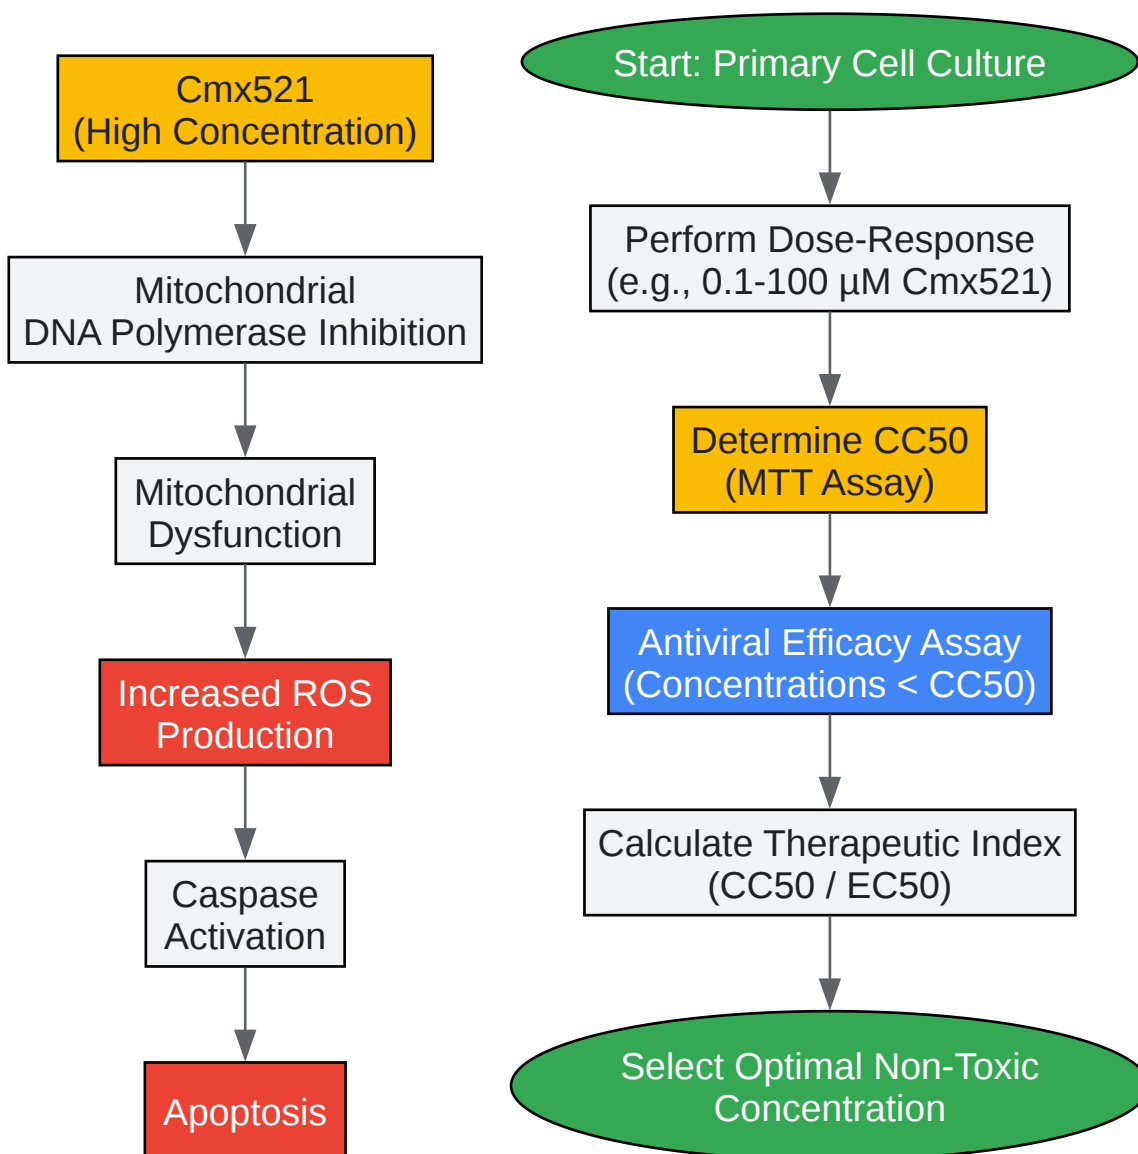 Cmx521
(High Concentration)
Mitochondrial
DNA Polymerase Inhibition
Mitochondrial
Dysfunction
Increased ROS
Production
Caspase
Activation
Apoptosis
Start: Primary Cell Culture
Perform Dose-Response
(e.g., 0.1-100 µM Cmx521)
Determine CC50
(MTT Assay)
Antiviral Efficacy Assay
(Concentrations < CC50)
Calculate Therapeutic Index
(CC50 / EC50)
Select Optimal Non-Toxic
Concentration